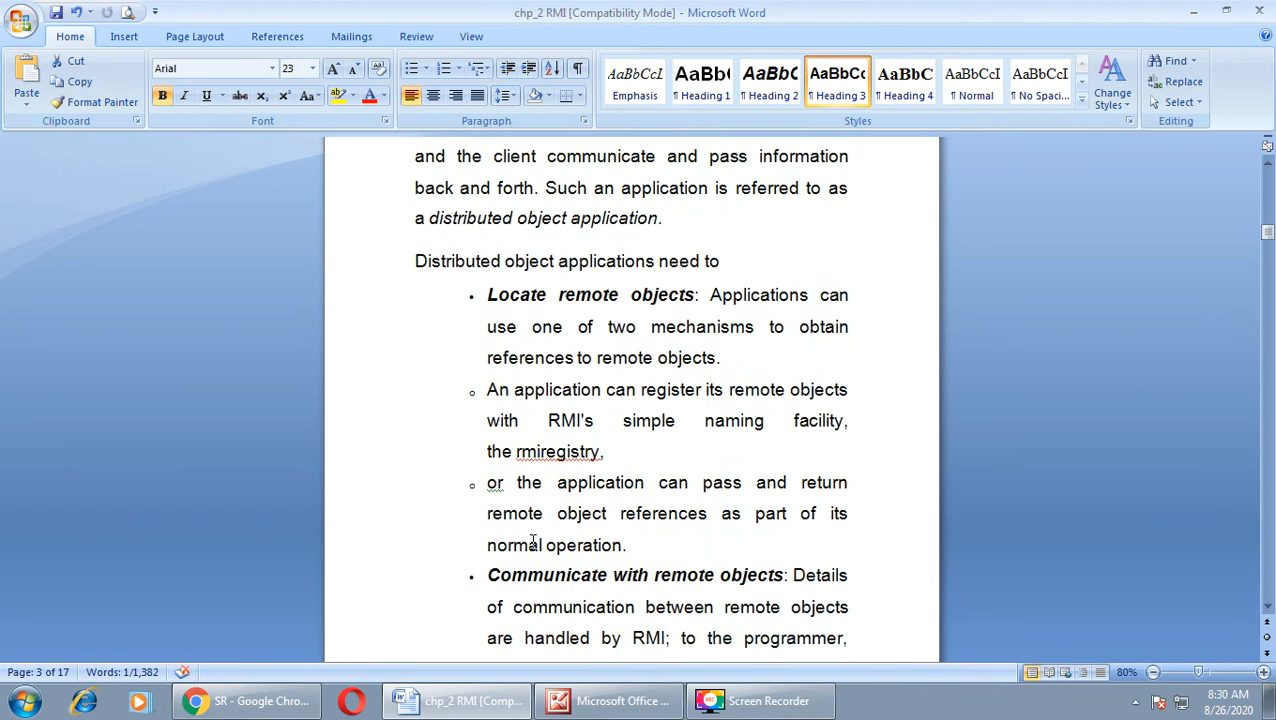 chp_2 RMI [Compatibility Mode] - Microsoft Word
Home Insert Page Layout References Mailings Review View
Paste
Cut
Copy
Format Painter
Clipboard
Arial 23
B I U abc x₂ x² Aa A
Font
Paragraph
AaBbCcI AaBb( AaBbC AaBbCc AaBbC AaBbCcI AaBbCcI
Emphasis ¶ Heading 1 ¶ Heading 2 ¶ Heading 3 ¶ Heading 4 ¶ Normal ¶ No Spaci...
Change Styles
Styles
Find
Replace
Select
Editing
and the client communicate and pass information
back and forth. Such an application is referred to as
a distributed object application.
Distributed object applications need to
• Locate remote objects: Applications can
use one of two mechanisms to obtain
references to remote objects.
o An application can register its remote objects
with RMI's simple naming facility,
the rmiregistry,
o or the application can pass and return
remote object references as part of its
normal operation.
• Communicate with remote objects: Details
of communication between remote objects
are handled by RMI; to the programmer,
Page: 3 of 17 Words: 1/1,382 80%
SR - Google Chro... chp_2 RMI [Comp... Microsoft Office ... Screen Recorder 8:30 AM
8/26/2020